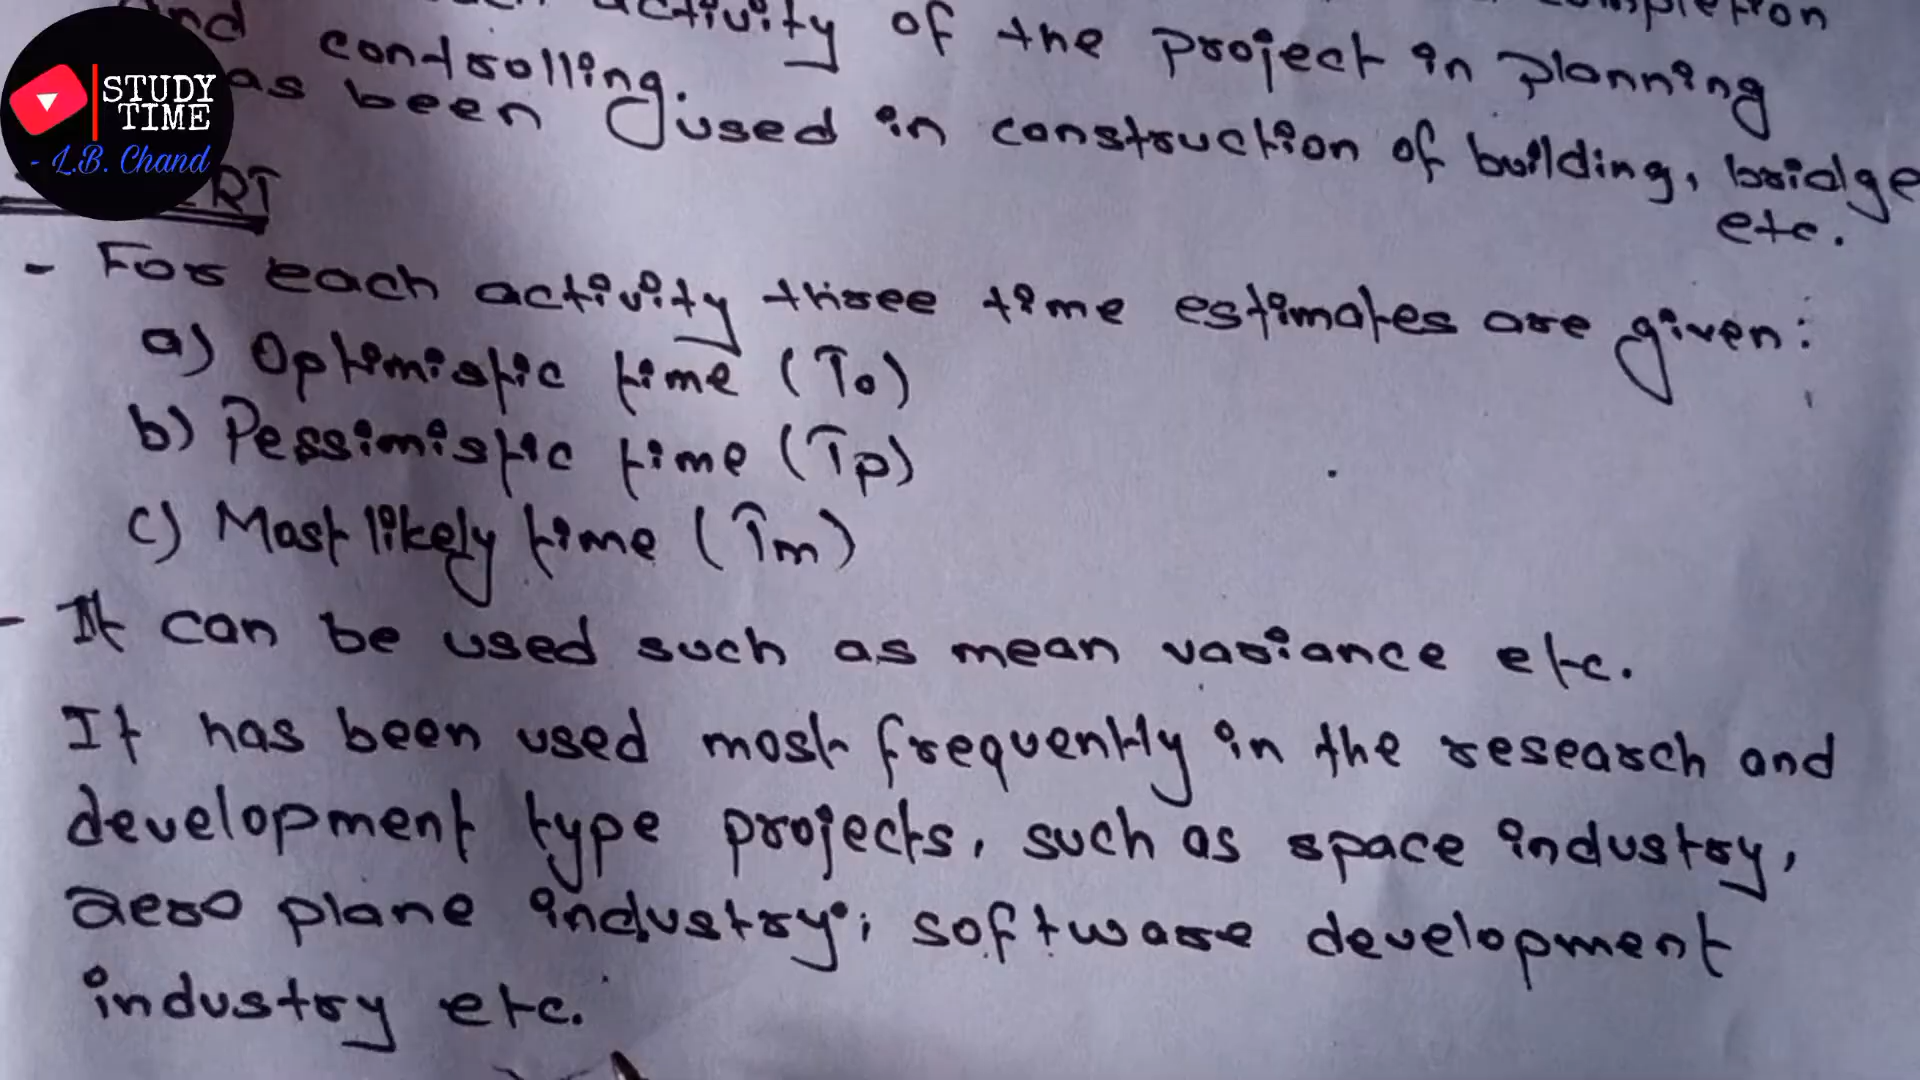 activity of the project in planning
and controlling.
as been used in construction of building, bridge
etc.
STUDY
TIME
- L.B. Chand
- For each activity three time estimates are given:
a) Optimistic time (To)
b) Pessimistic time (Tp)
c) Most likely time (Tm)
- It can be used such as mean variance etc.
It has been used most frequently in the research and
development type projects, such as space industry,
aero plane industry, software development
industry etc.